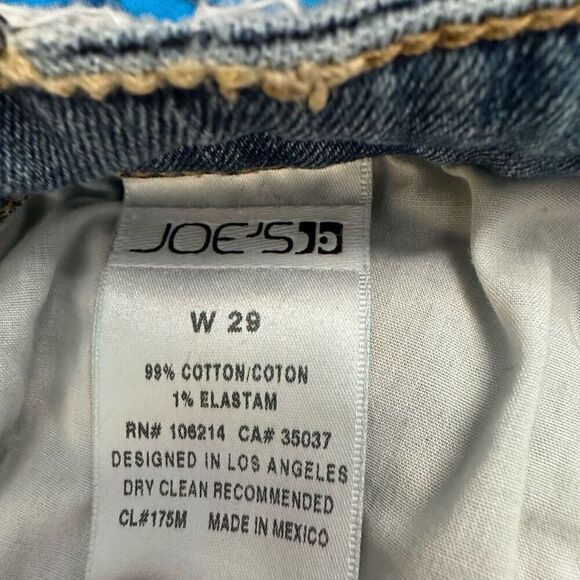 JOE'S
W 29
99% COTTON/COTON
1% ELASTAM
RN# 106214 CA# 35037
DESIGNED IN LOS ANGELES
DRY CLEAN RECOMMENDED
CL#175M MADE IN MEXICO